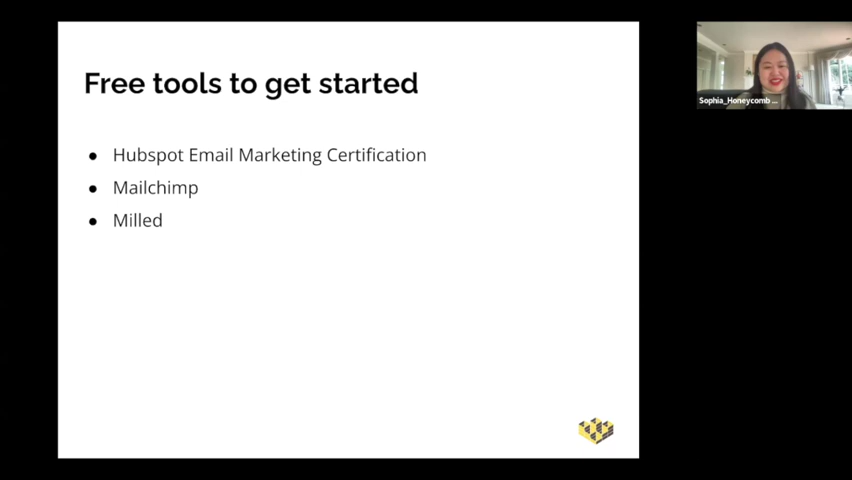 Free tools to get started
Sophia_Honeycomb ...
● Hubspot Email Marketing Certification
● Mailchimp
● Milled